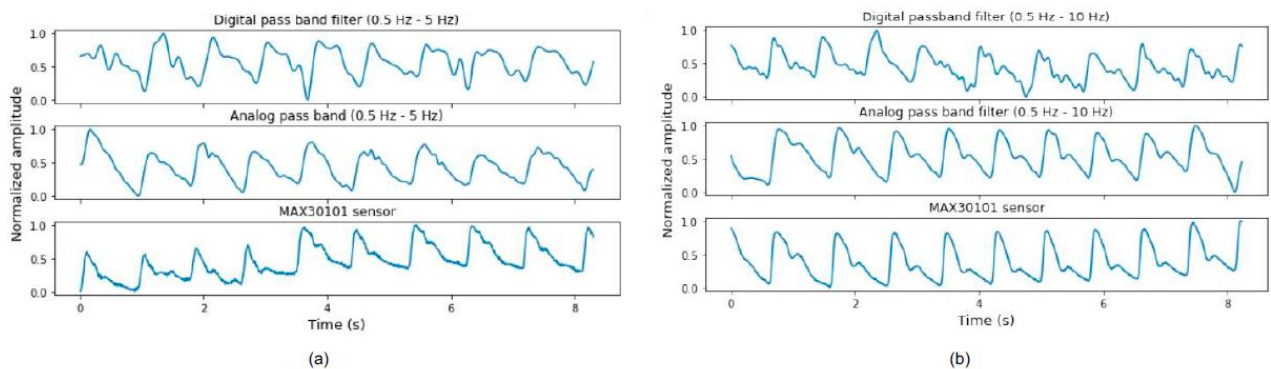 Digital pass band filter (0.5 Hz - 5 Hz)
1.0
0.5
0.0
Analog pass band (0.5 Hz - 5 Hz)
1.0
0.5
0.0
MAX30101 sensor
1.0
0.5
0.0
0
2
4
6
8
Normalized amplitude
Time (s)
(a)
Digital passband filter (0.5 Hz - 10 Hz)
1.0
0.5
0.0
Analog pass band filter (0.5 Hz - 10 Hz)
1.0
0.5
0.0
MAX30101 sensor
1.0
0.5
0.0
0
2
4
6
8
Normalized amplitude
Time (s)
(b)